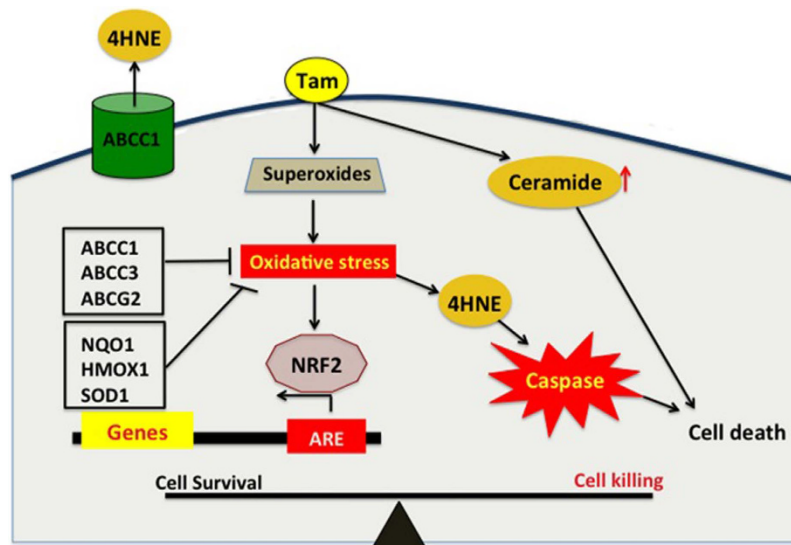 4HNE
Tam
ABCC1
Superoxides
Ceramide
ABCC1
ABCC3
ABCG2
Oxidative stress
4HNE
NQO1
HMOX1
SOD1
NRF2
Caspase
Genes
ARE
Cell death
Cell Survival
Cell killing